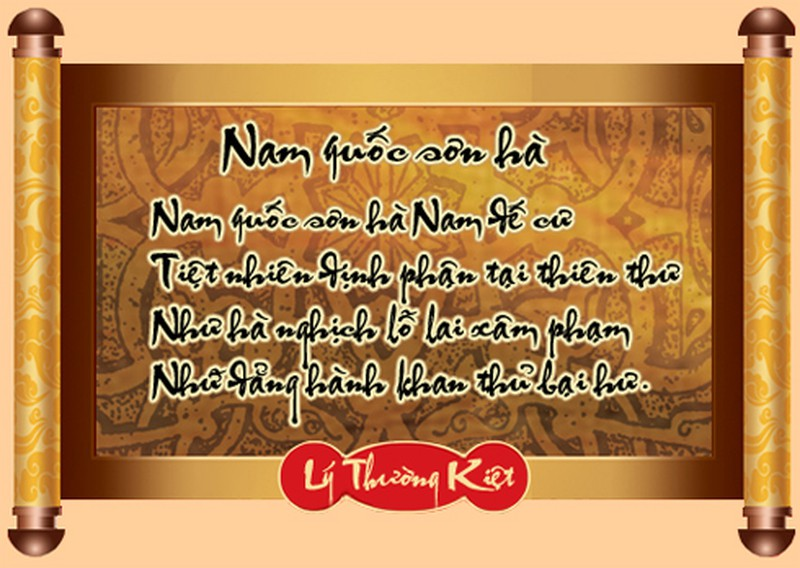 Nam quốc sơn hà
Nam quốc sơn hà Nam đế cư
Tiệt nhiên định phận tại thiên thư
Như hà nghịch lỗ lai xâm phạm
Nhữ đẳng hành khan thủ bại hư.
Lý Thường Kiệt